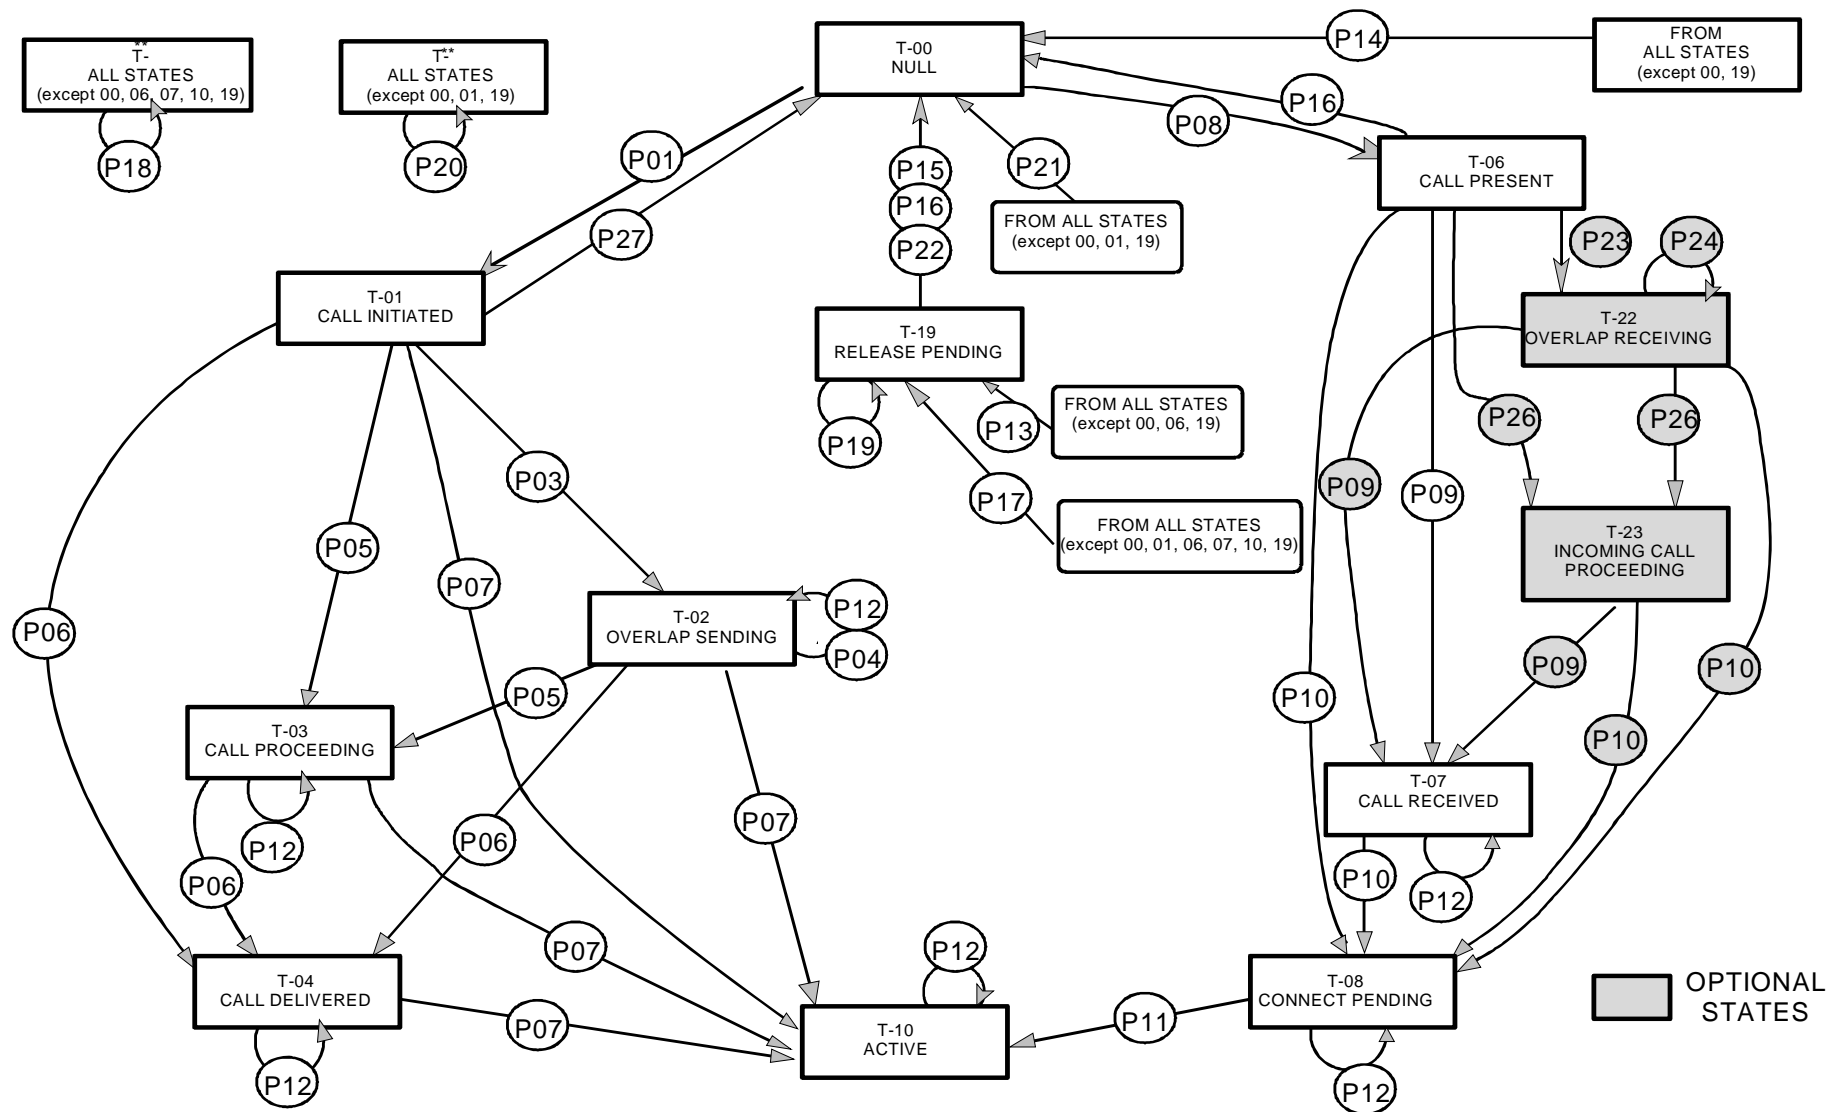 **
T-
ALL STATES
(except 00, 06, 07, 10, 19)
P18
T-**
ALL STATES
(except 00, 01, 19)
P20
T-00
NULL
P14
FROM
ALL STATES
(except 00, 19)
P16
P08
P01
P27
P15
P16
P22
P21
FROM ALL STATES
(except 00, 01, 19)
T-06
CALL PRESENT
P23
P24
T-01
CALL INITIATED
T-19
RELEASE PENDING
T-22
OVERLAP RECEIVING
P19
P13
FROM ALL STATES
(except 00, 06, 19)
P26
P26
P03
P17
FROM ALL STATES
(except 00, 01, 06, 07, 10, 19)
P09
P09
T-23
INCOMING CALL
PROCEEDING
P05
P07
P06
T-02
OVERLAP SENDING
P12
P04
P05
P10
P09
P10
P10
T-03
CALL PROCEEDING
P12
P06
P06
P07
T-07
CALL RECEIVED
P10
P12
P07
P12
T-04
CALL DELIVERED
P07
P12
T-10
ACTIVE
P11
T-08
CONNECT PENDING
P12
OPTIONAL
STATES